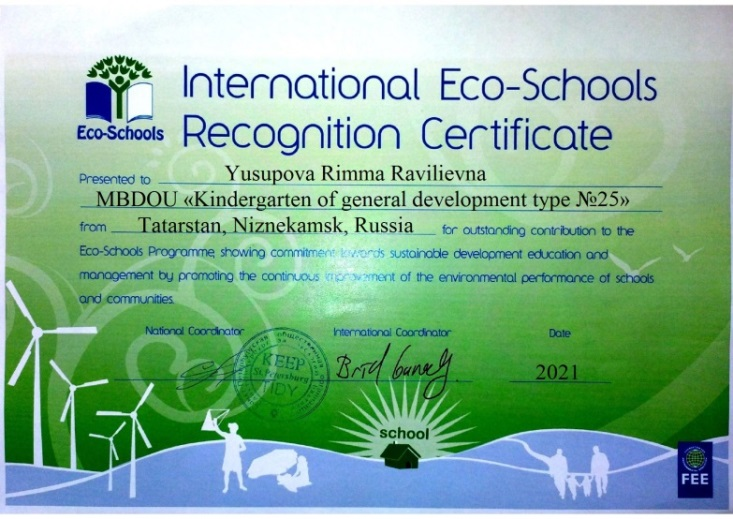 International Eco-Schools
Recognition Certificate
Eco-Schools
Presented to Yusupova Rimma Ravilievna
MBDOU «Kindergarten of general development type №25»
from Tatarstan, Niznekamsk, Russia for outstanding contribution to the
Eco-Schools Programme, showing commitment towards sustainable development education and
management by promoting the continuous improvement of the environmental performance of schools
and communities.
National Coordinator International Coordinator Date
KEEP
St.Petersburg
TIDY
2021
school
FEE